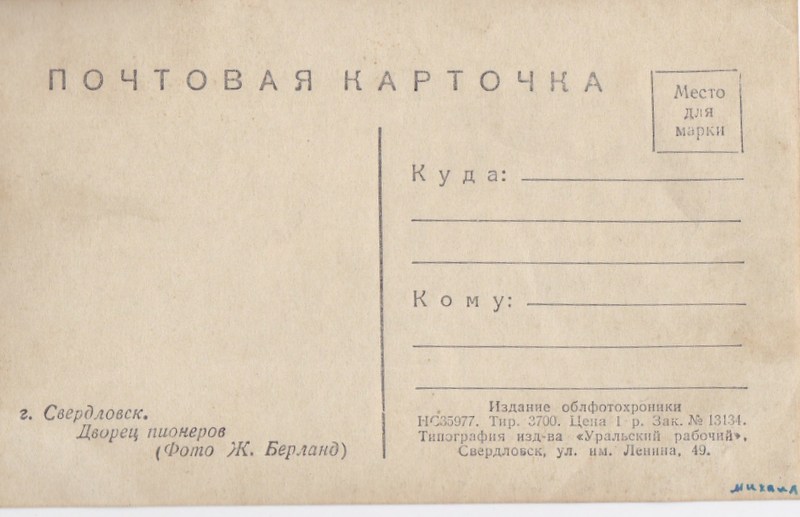 ПОЧТОВАЯ КАРТОЧКА
Место
для
марки
Куда:
Кому:
г. Свердловск.
Дворец пионеров
(Фото Ж. Берланд)
Издание облфотохроники
НС35977. Тир. 3700. Цена 1 р. Зак. № 13134.
Типография изд-ва «Уральский рабочий»,
Свердловск, ул. им. Ленина, 49.
михаил